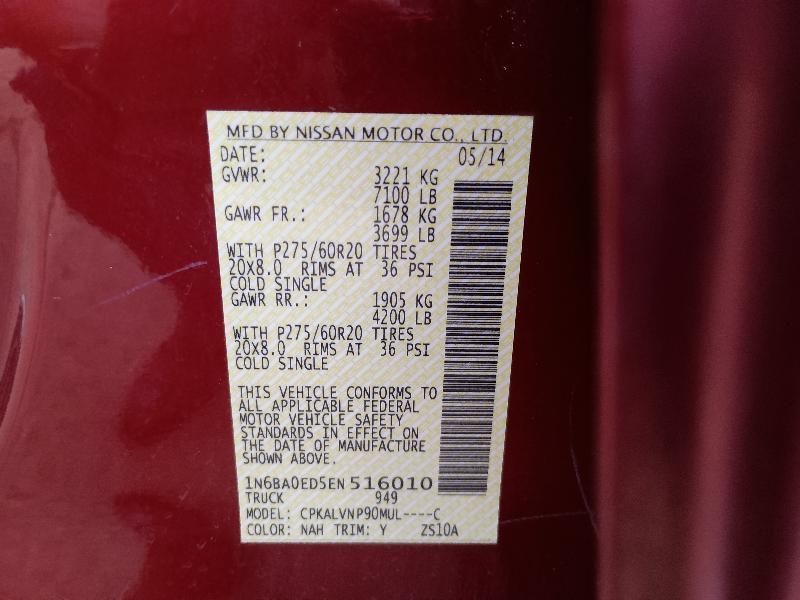 MFD BY NISSAN MOTOR CO., LTD.
DATE: 05/14
GVWR: 3221 KG
7100 LB
GAWR FR.: 1678 KG
3699 LB
WITH P275/60R20 TIRES
20X8.0 RIMS AT 36 PSI
COLD SINGLE
GAWR RR.: 1905 KG
4200 LB
WITH P275/60R20 TIRES
20X8.0 RIMS AT 36 PSI
COLD SINGLE
THIS VEHICLE CONFORMS TO
ALL APPLICABLE FEDERAL
MOTOR VEHICLE SAFETY
STANDARDS IN EFFECT ON
THE DATE OF MANUFACTURE
SHOWN ABOVE.
1N6BA0ED5EN 516010
TRUCK 949
MODEL: CPKALVNP90MUL----C
COLOR: NAH TRIM: Y ZS10A